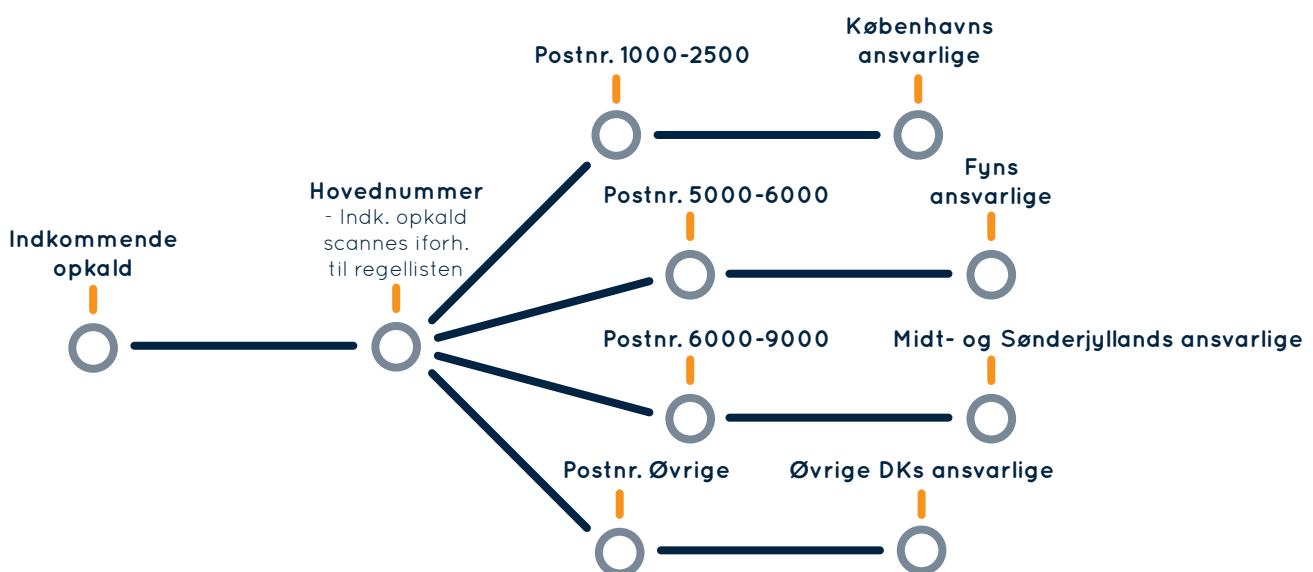 Indkommende
opkald
Hovednummer
- Indk. opkald
scannes iforh.
til regellisten
Postnr. 1000-2500
Københavns
ansvarlige
Postnr. 5000-6000
Fyns
ansvarlige
Postnr. 6000-9000
Midt- og Sønderjyllands ansvarlige
Postnr. Øvrige
Øvrige DKs ansvarlige